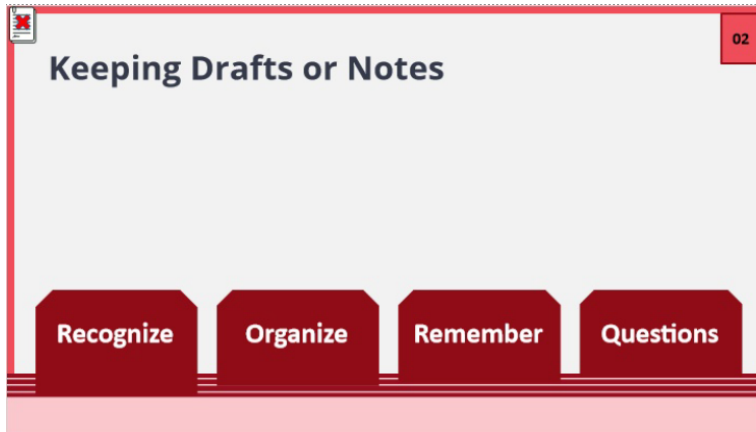 02
Keeping Drafts or Notes
Recognize
Organize
Remember
Questions